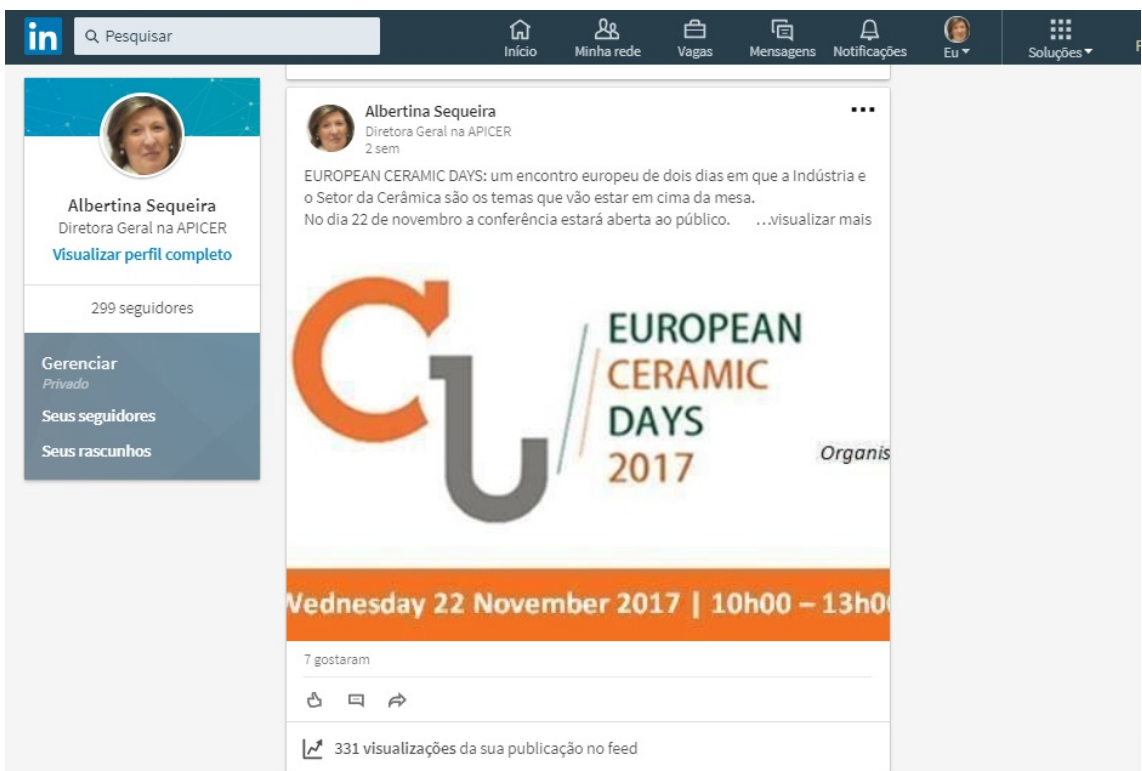 in
Pesquisar
Início
Minha rede
Vagas
Mensagens
Notificações
Eu
Soluções
Albertina Sequeira
Diretora Geral na APICER
Visualizar perfil completo
299 seguidores
Gerenciar
Privado
Seus seguidores
Seus rascunhos
Albertina Sequeira
Diretora Geral na APICER
2 sem
EUROPEAN CERAMIC DAYS: um encontro europeu de dois dias em que a Indústria e
o Setor da Cerâmica são os temas que vão estar em cima da mesa.
No dia 22 de novembro a conferência estará aberta ao público. …visualizar mais
EUROPEAN
CERAMIC
DAYS
2017
Organis
Wednesday 22 November 2017 | 10h00 – 13h00
7 gostaram
331 visualizações da sua publicação no feed